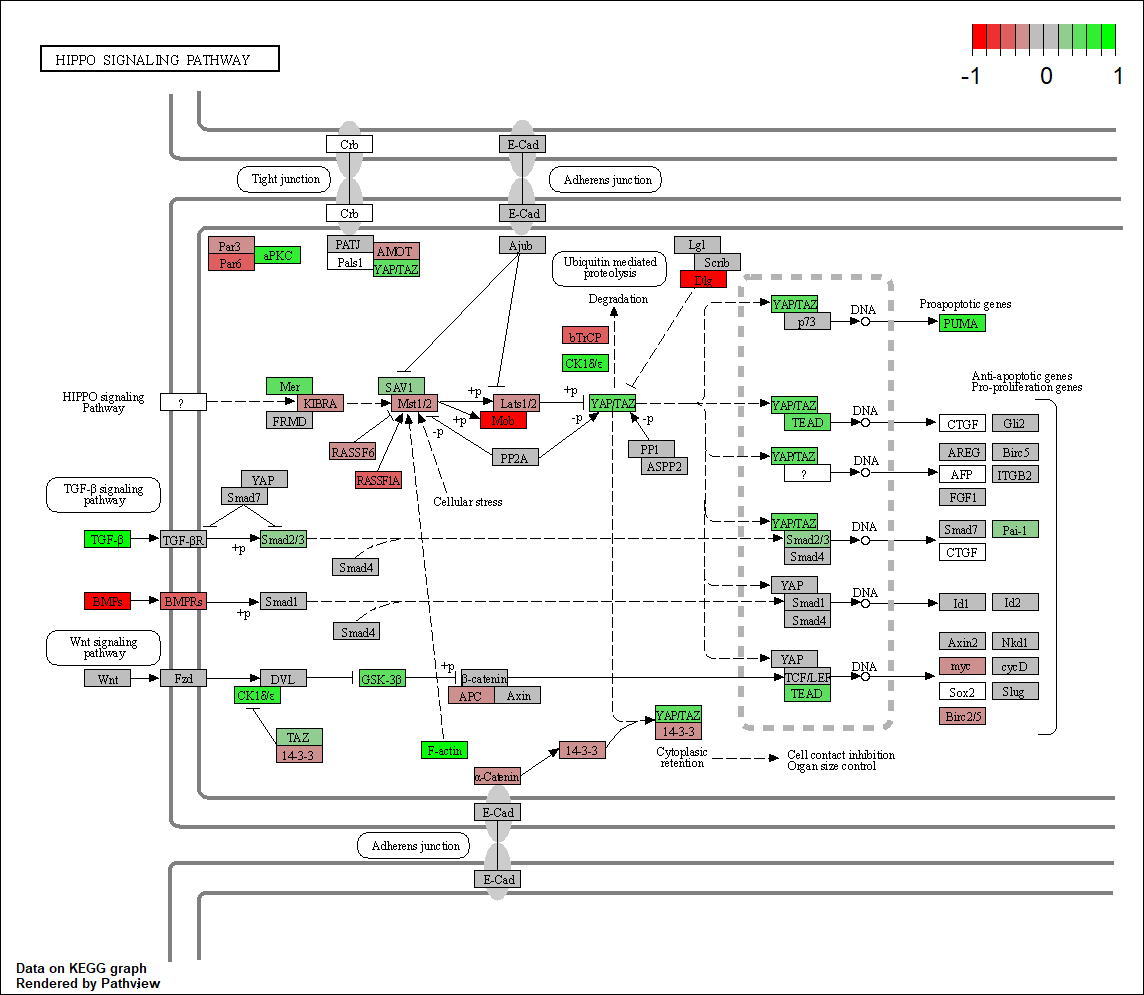 HIPPO SIGNALING PATHWAY
-1 0 1
Crb
E-Cad
Tight junction
Adherens junction
Crb
E-Cad
Par3
Par6
aPKC
PATJ
Pals1
AMOT
YAP/TAZ
Ajub
Lgl
Scrib
Dlg
Ubiquitin mediated
proteolysis
Degradation
bTrCP
CK1δ/ε
YAP/TAZ
p73
DNA
Proapoptotic genes
PUMA
HIPPO signaling
Pathway
?
Mer
KIBRA
FRMD
SAV1
Mst1/2
+p
+p
-p
Lats1/2
Mob
+p
-p
YAP/TAZ
-p
RASSF6
RASSF1A
PP2A
PP1
ASPP2
Cellular stress
YAP/TAZ
TEAD
DNA
Anti-apoptotic genes
Pro-proliferation genes
CTGF
Gli2
YAP/TAZ
?
DNA
AREG
Birc5
AFP
ITGB2
FGF1
TGF-β signaling
pathway
YAP
Smad7
TGF-β
TGF-βR
+p
Smad2/3
Smad4
YAP/TAZ
Smad2/3
Smad4
DNA
Smad7
Pai-1
CTGF
BMPs
BMPRs
+p
Smad1
Smad4
YAP
Smad1
Smad4
DNA
Id1
Id2
Wnt signaling
pathway
Wnt
Fzd
DVL
CK1δ/ε
GSK-3β
+p
β-catenin
APC
Axin
YAP
TCF/LEF
TEAD
DNA
Axin2
Nkd1
myc
cycD
Sox2
Slug
Birc2/5
TAZ
14-3-3
F-actin
14-3-3
YAP/TAZ
14-3-3
Cytoplasic
retention
Cell contact inhibition
Organ size control
α-Catenin
E-Cad
Adherens junction
E-Cad
Data on KEGG graph
Rendered by Pathview